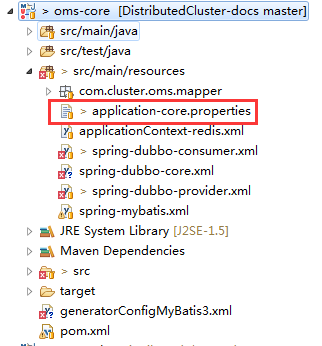 > oms-core [DistributedCluster-docs master]
src/main/java
src/test/java
> src/main/resources
com.cluster.oms.mapper
> application-core.properties
applicationContext-redis.xml
> spring-dubbo-consumer.xml
spring-dubbo-core.xml
> spring-dubbo-provider.xml
spring-mybatis.xml
JRE System Library [J2SE-1.5]
Maven Dependencies
> src
target
generatorConfigMyBatis3.xml
pom.xml